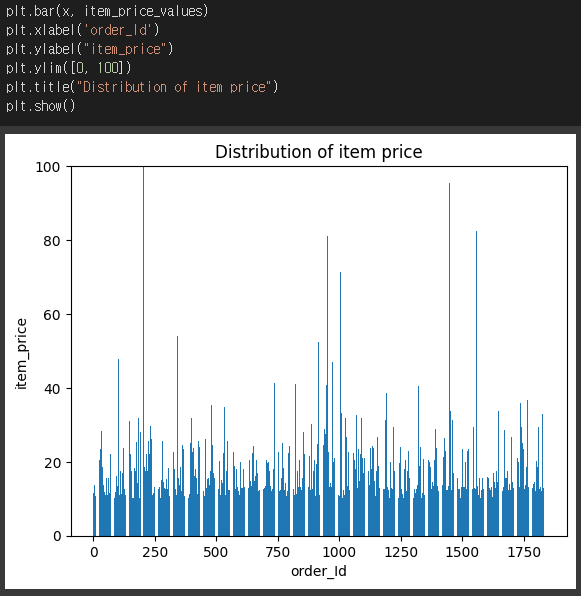 plt.bar(x, item_price_values)
plt.xlabel('order_Id')
plt.ylabel("item_price")
plt.ylim([0, 100])
plt.title("Distribution of item price")
plt.show()
Distribution of item price
100
80
60
40
20
0
item_price
0 250 500 750 1000 1250 1500 1750
order_Id